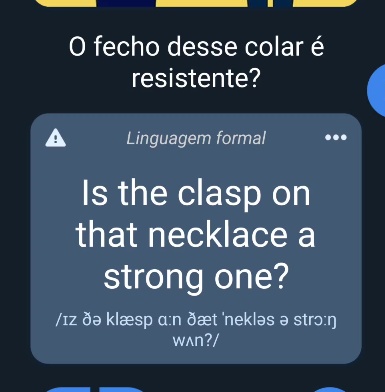 O fecho desse colar é
resistente?
Linguagem formal
Is the clasp on
that necklace a
strong one?
/ɪz ðə klæsp ɑːn ðæt ˈnekləs ə strɔːŋ
wʌn?/